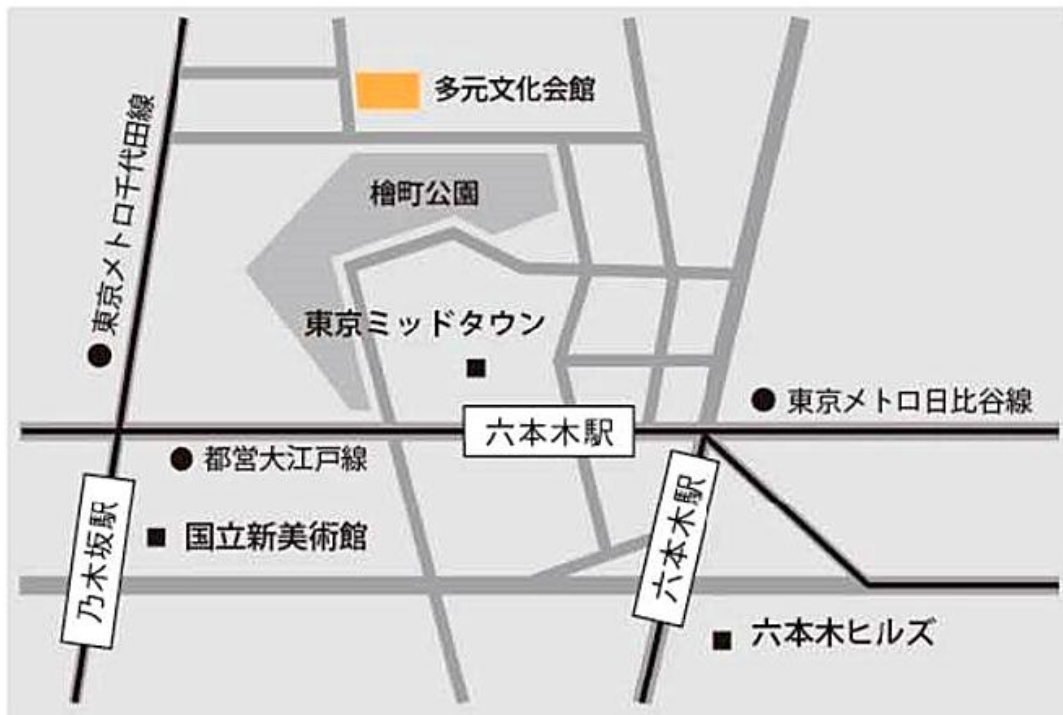 多元文化会館
東京メトロ千代田線
檜町公園
東京ミッドタウン
東京メトロ日比谷線
六本木駅
都営大江戸線
六本木駅
乃木坂駅
国立新美術館
六本木ヒルズ